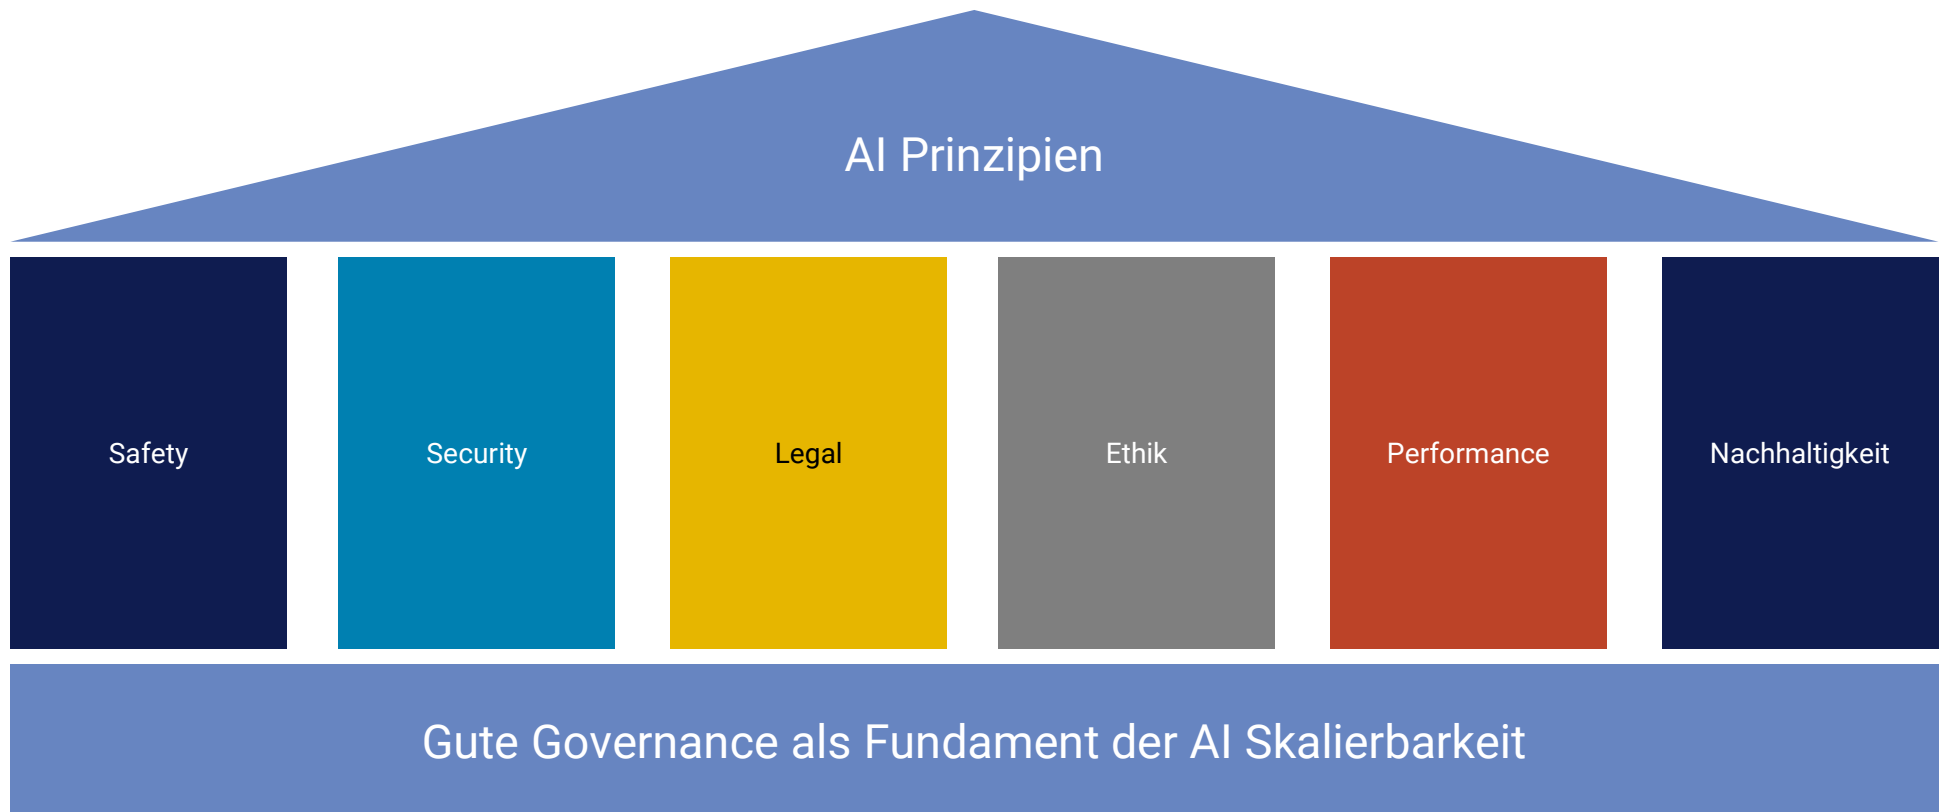 AI Prinzipien
Safety
Security
Legal
Ethik
Performance
Nachhaltigkeit
Gute Governance als Fundament der AI Skalierbarkeit